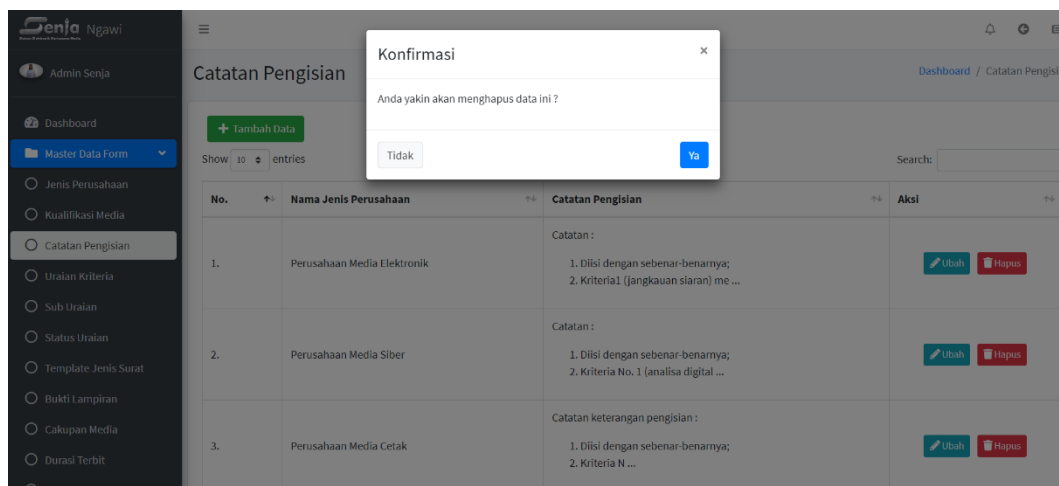 Senja Ngawi
Admin Senja
Dashboard
Master Data Form
Jenis Perusahaan
Kualifikasi Media
Catatan Pengisian
Uraian Kriteria
Sub Uraian
Status Uraian
Template Jenis Surat
Bukti Lampiran
Cakupan Media
Durasi Terbit
Catatan Pengisian
Dashboard / Catatan Pengisi
Konfirmasi ×
Anda yakin akan menghapus data ini ?
Tidak Ya
+ Tambah Data
Show 10 entries
Search:
No. Nama Jenis Perusahaan Catatan Pengisian Aksi
1. Perusahaan Media Elektronik
Catatan :
1. Diisi dengan sebenar-benarnya;
2. Kriteria1 (jangkauan siaran) me ...
Ubah Hapus
2. Perusahaan Media Siber
Catatan :
1. Diisi dengan sebenar-benarnya;
2. Kriteria No. 1 (analisa digital ...
Ubah Hapus
3. Perusahaan Media Cetak
Catatan keterangan pengisian :
1. Diisi dengan sebenar-benarnya;
2. Kriteria N ...
Ubah Hapus